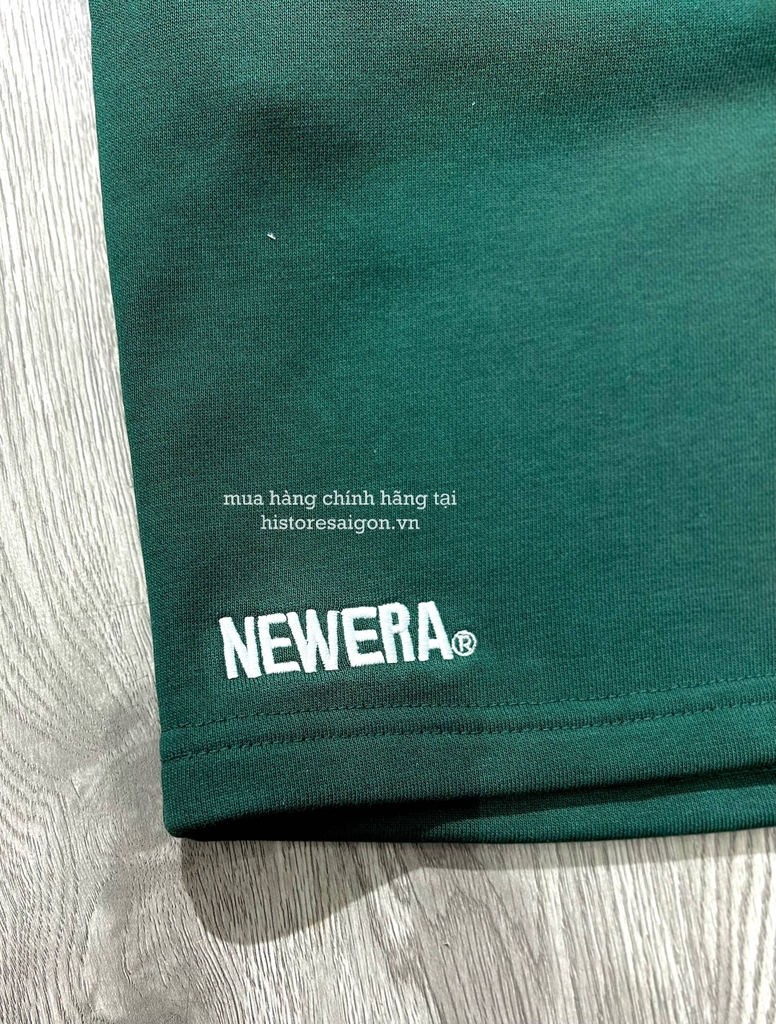 mua hàng chính hãng tại
historesaigon.vn
NEWERA®